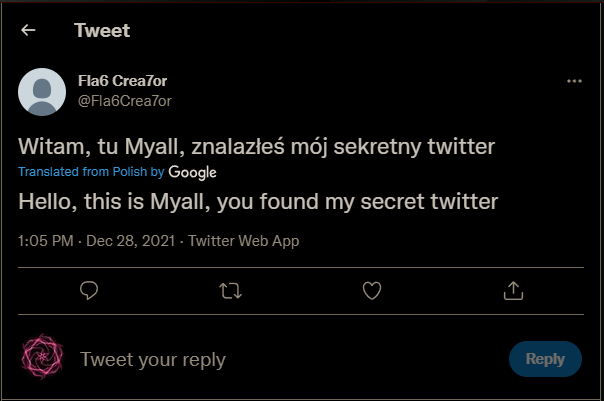 Tweet
Fla6 Crea7or
@Fla6Crea7or
Witam, tu Myall, znalazłeś mój sekretny twitter
Translated from Polish by Google
Hello, this is Myall, you found my secret twitter
1:05 PM · Dec 28, 2021 · Twitter Web App
Tweet your reply
Reply